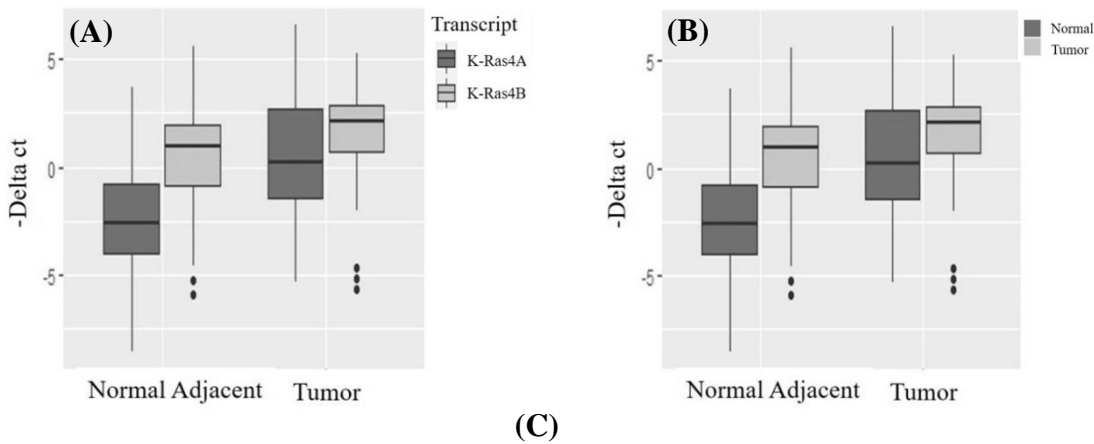 (A)
Transcript
K-Ras4A
K-Ras4B
5
0
-5
-Delta ct
Normal Adjacent
Tumor
(B)
Normal
Tumor
5
0
-5
-Delta ct
Normal Adjacent
Tumor
(C)